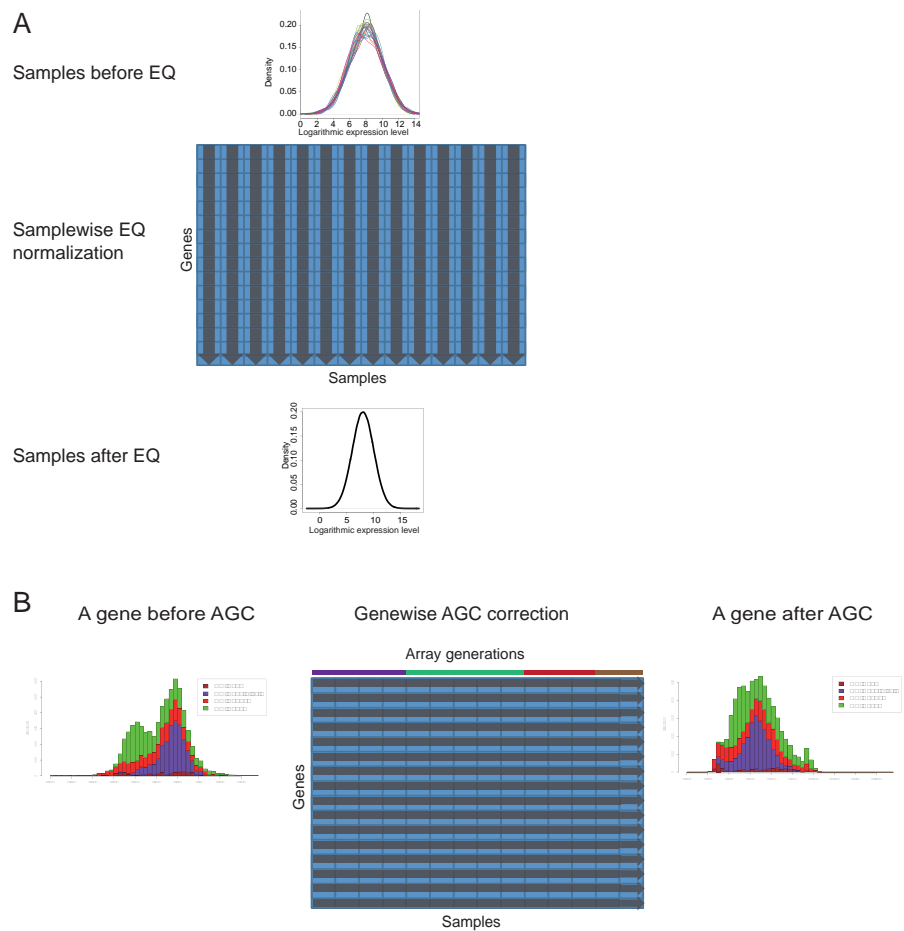 A
Samples before EQ
0.20
0.15
0.10
0.05
0.00
Density
0 2 4 6 8 10 12 14
Logarithmic expression level
Samplewise EQ
normalization
Genes
Samples
Samples after EQ
0.20
0.15
0.10
0.05
0.00
Density
0 5 10 15
Logarithmic expression level
B
A gene before AGC
Genewise AGC correction
A gene after AGC
Array generations
Genes
Samples